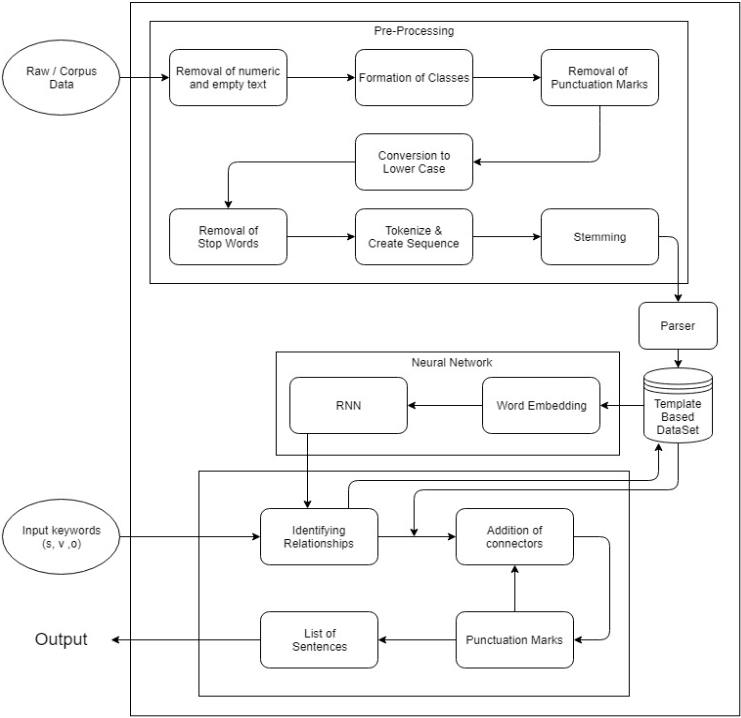 Pre-Processing
Raw / Corpus
Data
Removal of numeric
and empty text
Formation of Classes
Removal of
Punctuation Marks
Conversion to
Lower Case
Removal of
Stop Words
Tokenize &
Create Sequence
Stemming
Parser
Neural Network
RNN
Word Embedding
Template
Based
DataSet
Input keywords
(s, v ,o)
Identifying
Relationships
Addition of
connectors
Output
List of
Sentences
Punctuation Marks